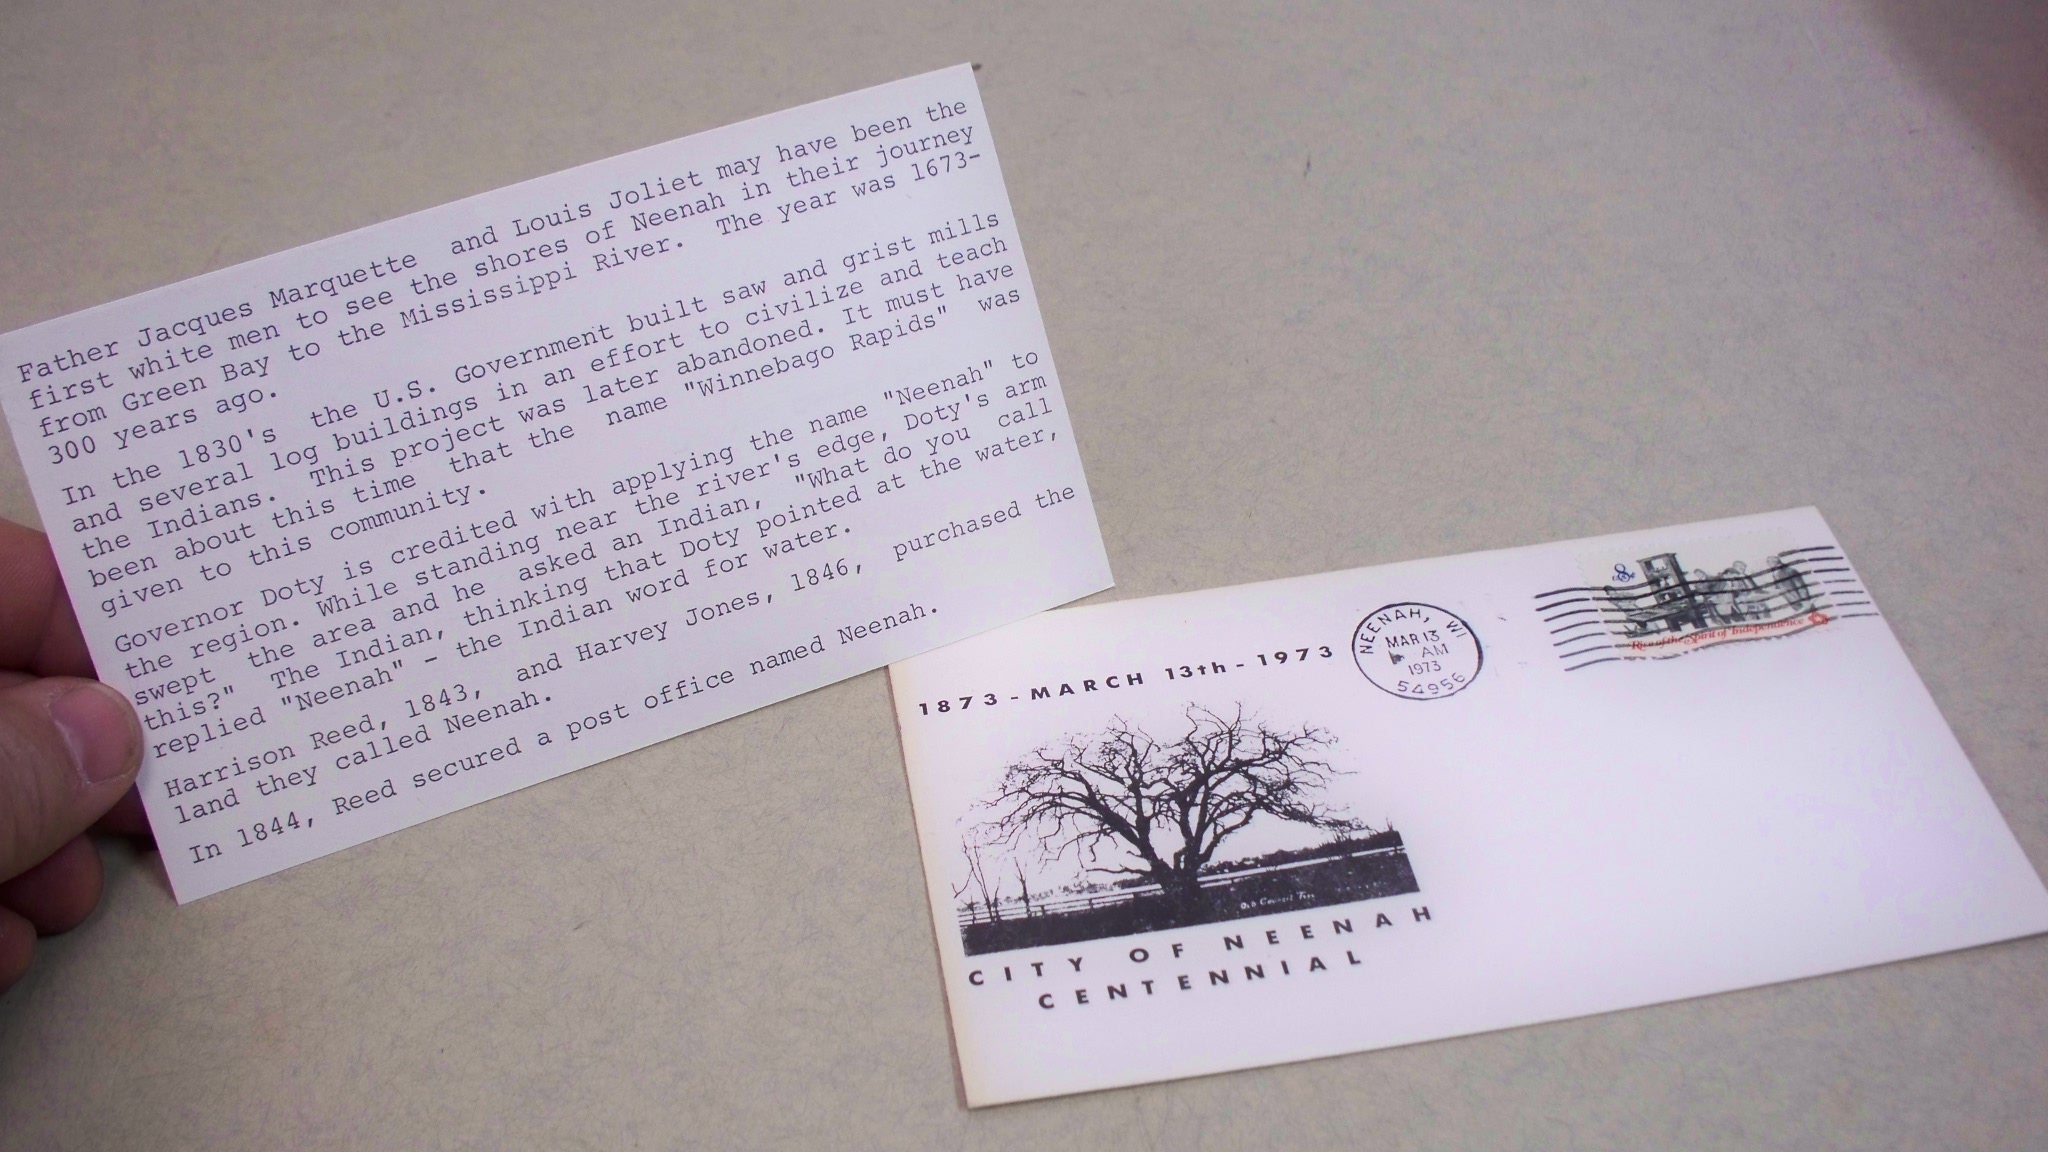 Father Jacques Marquette and Louis Joliet may have been the
first white men to see the shores of Neenah in their journey
from Green Bay to the Mississippi River. The year was 1673-
300 years ago.
In the 1830's the U.S. Government built saw and grist mills
and several log buildings in an effort to civilize and teach
the Indians. This project was later abandoned. It must have
been about this time that the name "Winnebago Rapids" was
given to this community.
Governor Doty is credited with applying the name "Neenah" to
the region. While standing near the river's edge, Doty's arm
swept the area and he asked an Indian, "What do you call
this?" The Indian, thinking that Doty pointed at the water,
replied "Neenah" - the Indian word for water.
Harrison Reed, 1843, and Harvey Jones, 1846, purchased the
land they called Neenah.
In 1844, Reed secured a post office named Neenah.
1873 - MARCH 13th - 1973
NEENAH, WI
MAR 13
AM
1973
54956
8¢
Rise of the Spirit of Independence
US
Old Council Tree
CITY OF NEENAH
CENTENNIAL